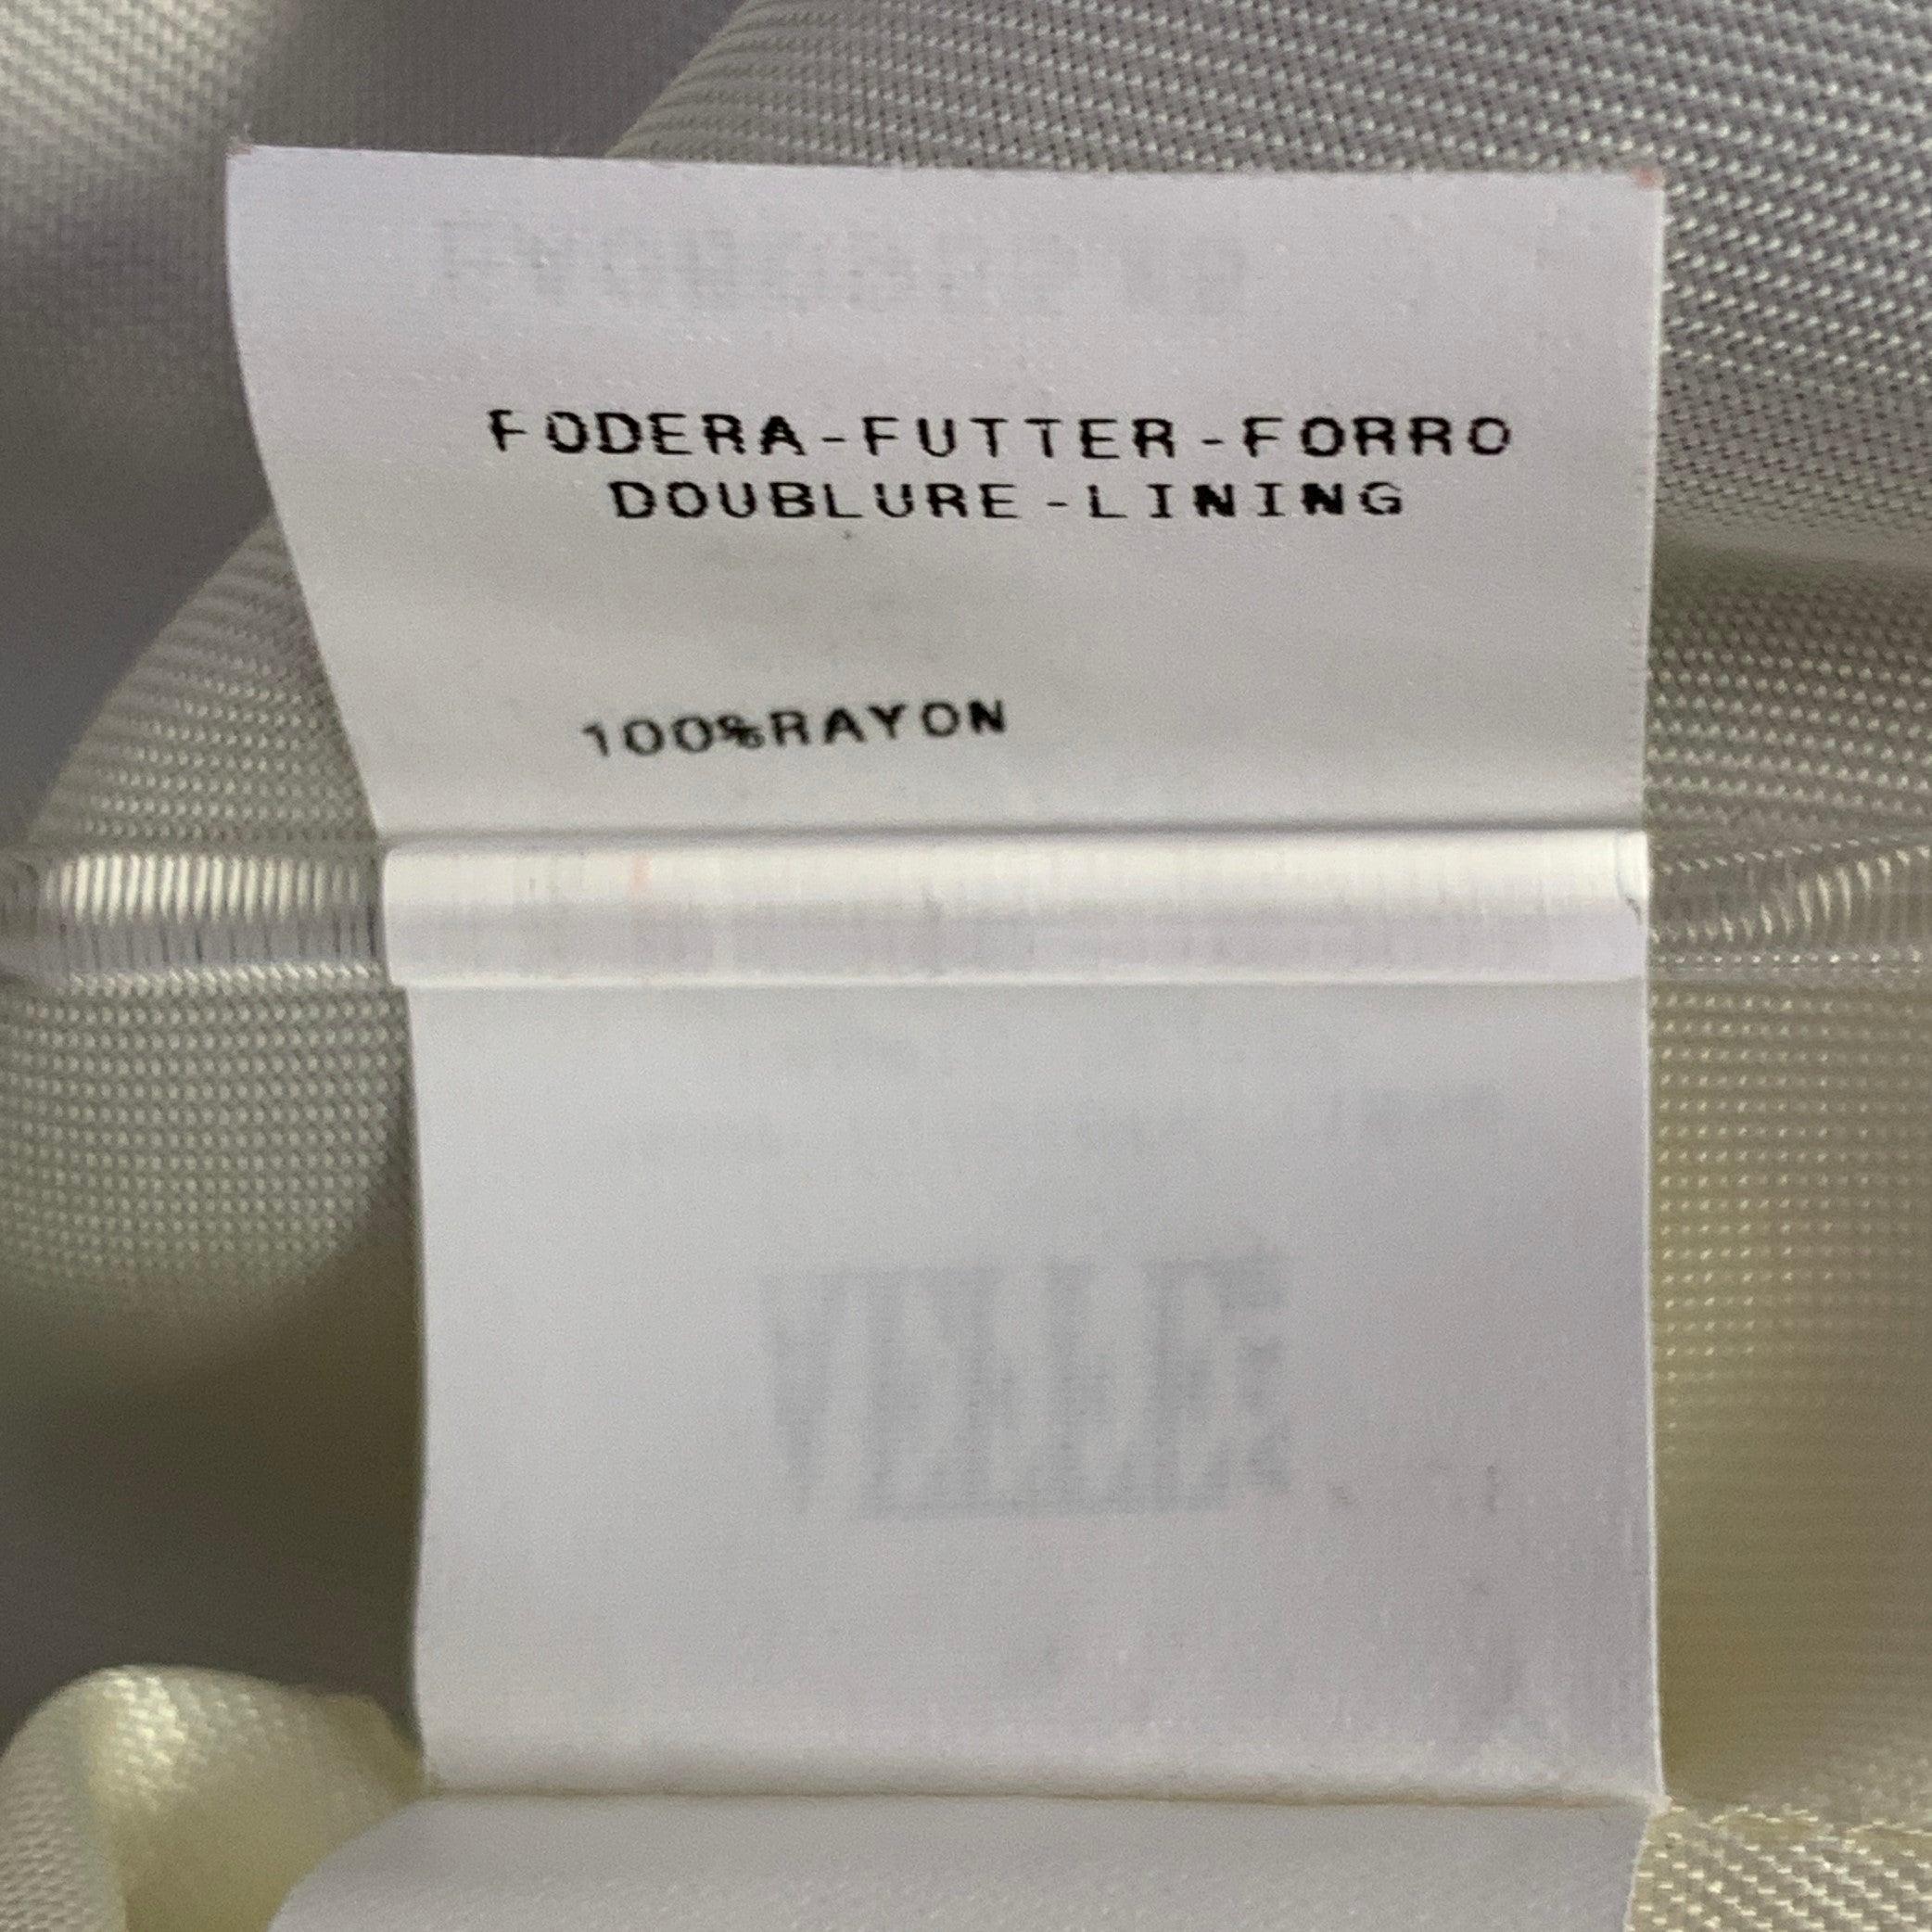 FODERA-FUTTER-FORRO
DOUBLURE-LINING
100%RAYON